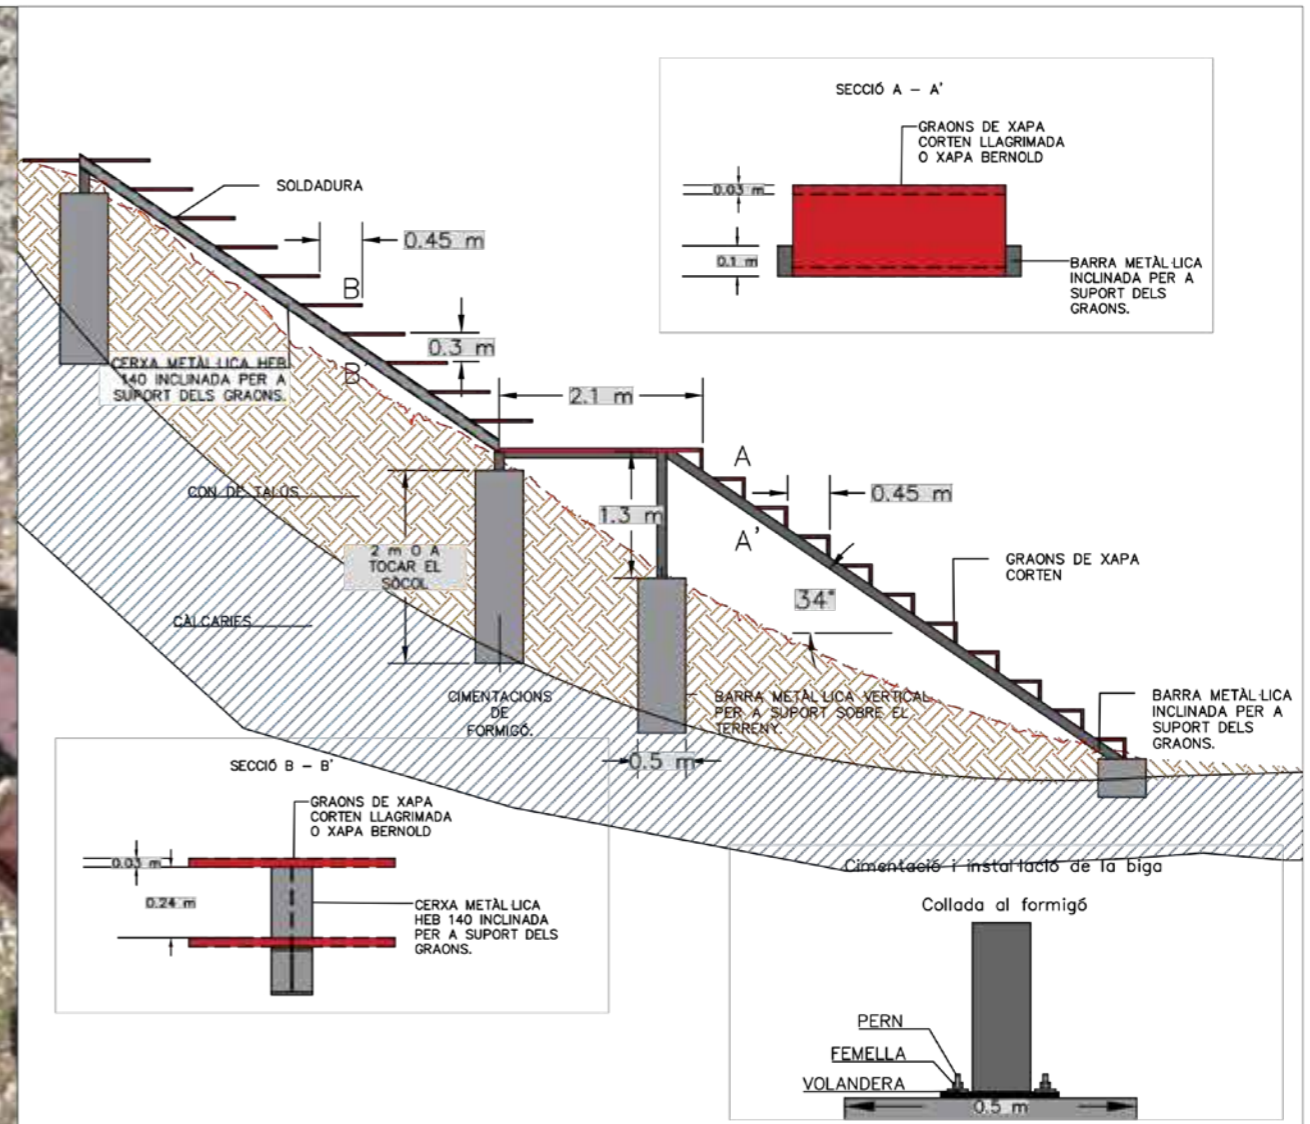 SECCIÓ A - A'
GRAONS DE XAPA
CORTEN LLAGRIMADA
O XAPA BERNOLD
0.03 m
0.1 m
BARRA METÀL·LICA
INCLINADA PER A
SUPORT DELS
GRAONS.
SOLDADURA
0.45 m
B
0.3 m
B'
CERXA METÀL·LICA HEB
140 INCLINADA PER A
SUPORT DELS GRAONS.
2.1 m
A
0.45 m
A'
1.3 m
CON DE TALÚS
2 m O A
TOCAR EL
SÒCOL
GRAONS DE XAPA
CORTEN
34°
CALCARIES
CIMENTACIONS
DE
FORMIGÓ.
BARRA METÀL·LICA VERTICAL
PER A SUPORT SOBRE EL
TERRENY.
BARRA METÀL·LICA
INCLINADA PER A
SUPORT DELS
GRAONS.
0.5 m
SECCIÓ B - B'
GRAONS DE XAPA
CORTEN LLAGRIMADA
O XAPA BERNOLD
0.03 m
0.24 m
CERXA METÀL·LICA
HEB 140 INCLINADA
PER A SUPORT DELS
GRAONS.
Cimentació i instal·lació de la biga
Collada al formigó
PERN
FEMELLA
VOLANDERA
0.5 m